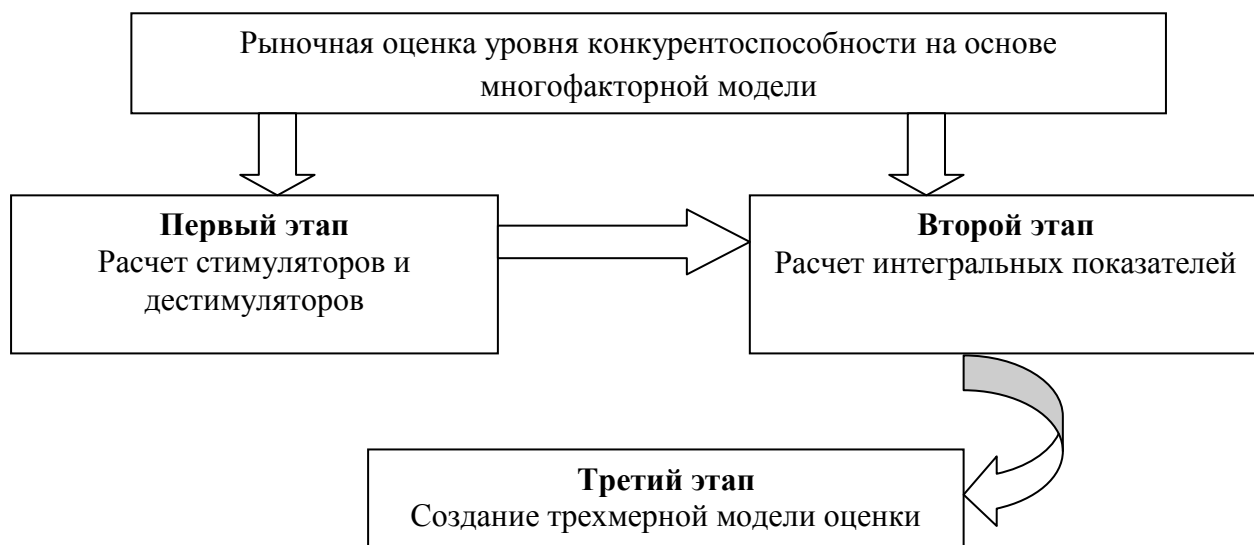 Рыночная оценка уровня конкурентоспособности на основе
многофакторной модели
Первый этап
Расчет стимуляторов и
дестимуляторов
Второй этап
Расчет интегральных показателей
Третий этап
Создание трехмерной модели оценки